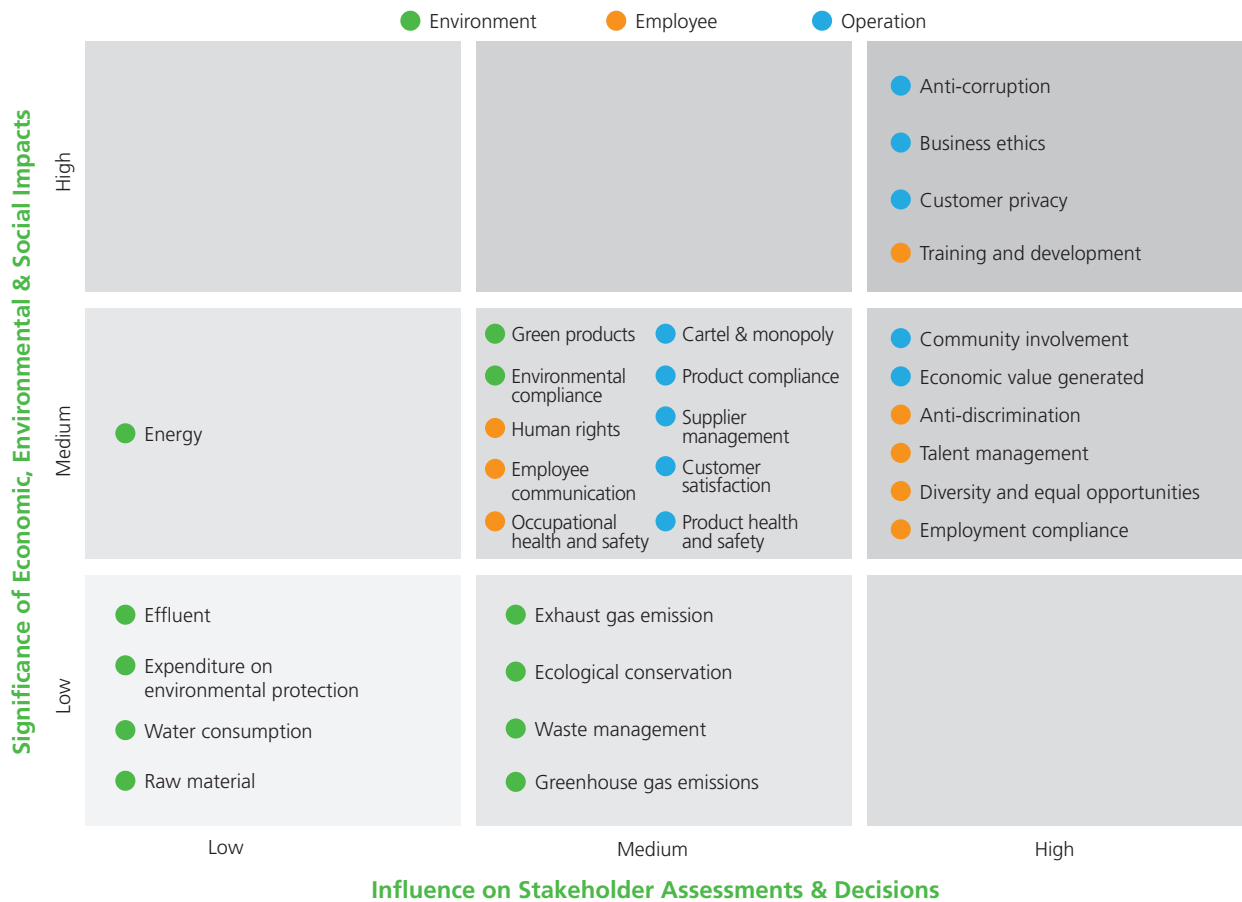 Environment
Employee
Operation
Significance of Economic, Environmental & Social Impacts
High
Anti-corruption
Business ethics
Customer privacy
Training and development
Medium
Energy
Green products
Environmental
compliance
Human rights
Employee
communication
Occupational
health and safety
Cartel & monopoly
Product compliance
Supplier
management
Customer
satisfaction
Product health
and safety
Community involvement
Economic value generated
Anti-discrimination
Talent management
Diversity and equal opportunities
Employment compliance
Low
Effluent
Expenditure on
environmental protection
Water consumption
Raw material
Exhaust gas emission
Ecological conservation
Waste management
Greenhouse gas emissions
Low
Medium
High
Influence on Stakeholder Assessments & Decisions